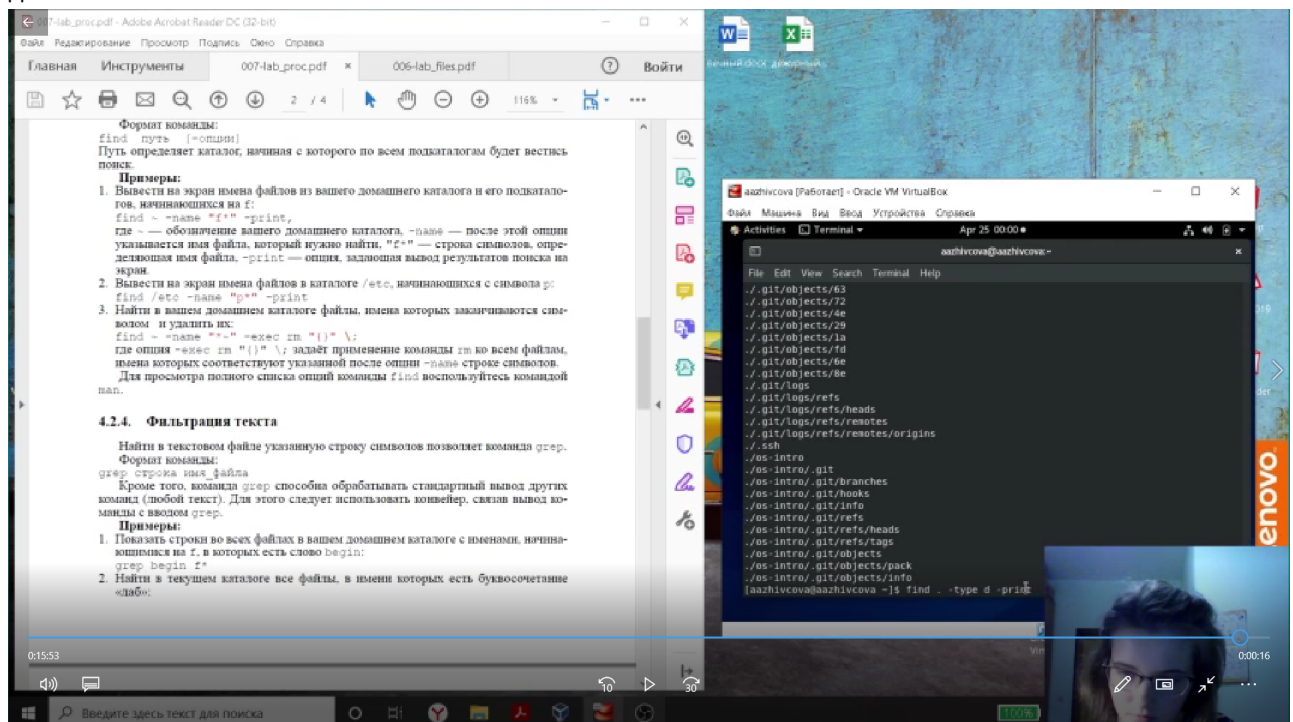 007-lab_proc.pdf - Adobe Acrobat Reader DC (32-bit)
Файл Редактирование Просмотр Подпись Окно Справка
Главная Инструменты 007-lab_proc.pdf × 006-lab_files.pdf Войти
2 / 4 116%
Формат команды:
find путь [-опции]
Путь определяет каталог, начиная с которого по всем подкаталогам будет вестись
поиск.
Примеры:
1. Вывести на экран имена файлов из вашего домашнего каталога и его подкатало-
гов, начинающихся на f:
find ~ -name "f*" -print,
где ~ — обозначение вашего домашнего каталога, -name — после этой опции
указывается имя файла, который нужно найти, "f*" — строка символов, опре-
деляющая имя файла, -print — опция, задающая вывод результатов поиска на
экран.
2. Вывести на экран имена файлов в каталоге /etc, начинающихся с символа p:
find /etc -name "p*" -print
3. Найти в вашем домашнем каталоге файлы, имена которых заканчиваются сим-
волом и удалить их:
find ~ -name "*~" -exec rm "{}" \;
где опция -exec rm "{}" \; задаёт применение команды rm ко всем файлам,
имена которых соответствуют указанной после опции -name строке символов.
Для просмотра полного списка опций команды find воспользуйтесь командой
man.
4.2.4. Фильтрация текста
Найти в текстовом файле указанную строку символов позволяет команда grep.
Формат команды:
grep строка имя_файла
Кроме того, команда grep способна обрабатывать стандартный вывод других
команд (любой текст). Для этого следует использовать конвейер, связав вывод ко-
манды с вводом grep.
Примеры:
1. Показать строки во всех файлах в вашем домашнем каталоге с именами, начина-
ющимися на f, в которых есть слово begin:
grep begin f*
2. Найти в текущем каталоге все файлы, в имени которых есть буквосочетание
«лаб»:
aazhivcova [Работает] - Oracle VM VirtualBox
Файл Машина Вид Ввод Устройства Справка
Activities Terminal Apr 25 00:00
aazhivcova@aazhivcova:~
File Edit View Search Terminal Help
./.git/objects/63
./.git/objects/72
./.git/objects/4e
./.git/objects/29
./.git/objects/1a
./.git/objects/fd
./.git/objects/6e
./.git/objects/8e
./.git/logs
./.git/logs/refs
./.git/logs/refs/heads
./.git/logs/refs/remotes
./.git/logs/refs/remotes/origins
./.ssh
./os-intro
./os-intro/.git
./os-intro/.git/branches
./os-intro/.git/hooks
./os-intro/.git/info
./os-intro/.git/refs
./os-intro/.git/refs/heads
./os-intro/.git/refs/tags
./os-intro/.git/objects
./os-intro/.git/objects/pack
./os-intro/.git/objects/info
[aazhivcova@aazhivcova ~]$ find . -type d -print
enovo
0:15:53
0:00:16
10 30
Введите здесь текст для поиска
100%